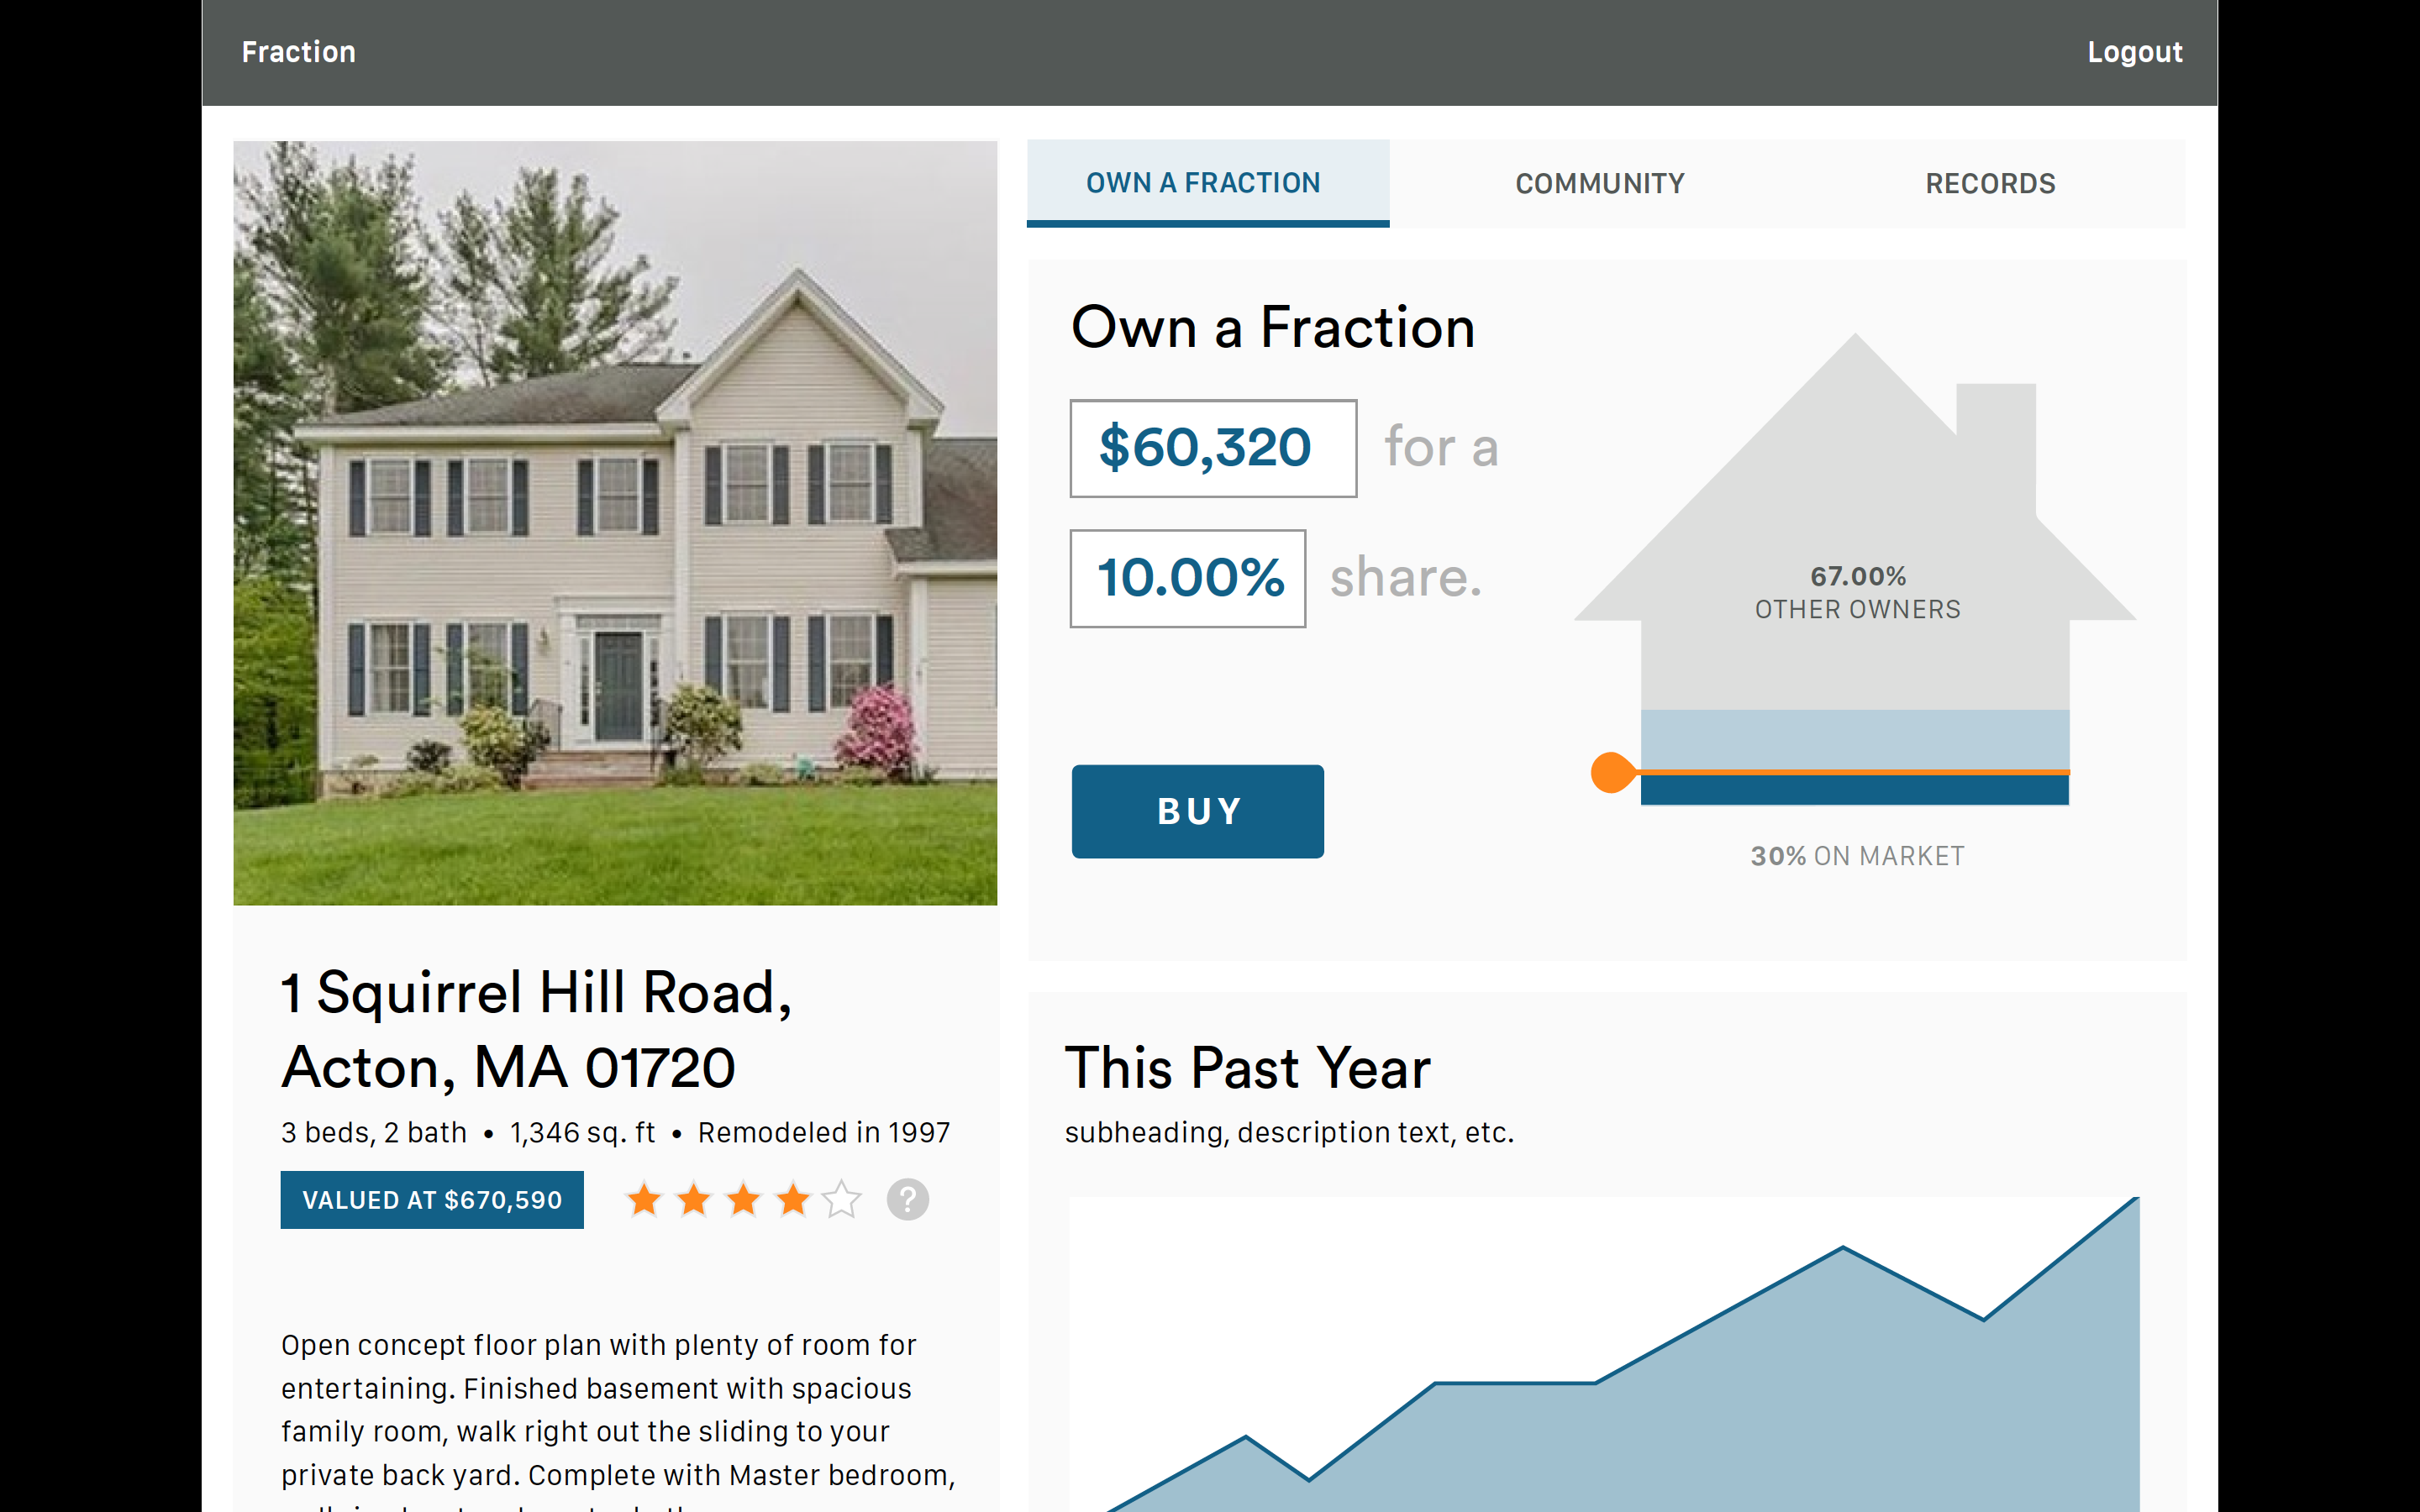 Fraction
Logout
OWN A FRACTION
COMMUNITY
RECORDS
Own a Fraction
$60,320 for a
10.00% share.
67.00%
OTHER OWNERS
BUY
30% ON MARKET
1 Squirrel Hill Road,
Acton, MA 01720
3 beds, 2 bath • 1,346 sq. ft • Remodeled in 1997
VALUED AT $670,590
?
Open concept floor plan with plenty of room for
entertaining. Finished basement with spacious
family room, walk right out the sliding to your
private back yard. Complete with Master bedroom,
This Past Year
subheading, description text, etc.